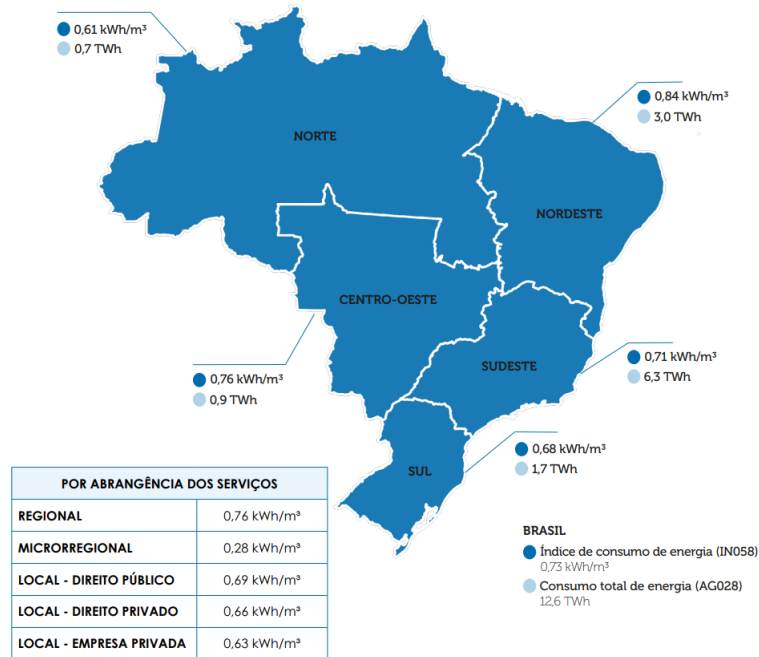 0,61 kWh/m³
0,7 TWh
NORTE
0,84 kWh/m³
3,0 TWh
NORDESTE
CENTRO-OESTE
0,76 kWh/m³
0,9 TWh
SUDESTE
0,71 kWh/m³
6,3 TWh
SUL
0,68 kWh/m³
1,7 TWh
POR ABRANGÊNCIA DOS SERVIÇOS
REGIONAL 0,76 kWh/m³
MICRORREGIONAL 0,28 kWh/m³
LOCAL - DIREITO PÚBLICO 0,69 kWh/m³
LOCAL - DIREITO PRIVADO 0,66 kWh/m³
LOCAL - EMPRESA PRIVADA 0,63 kWh/m³
BRASIL
Índice de consumo de energia (IN058)
0,73 kWh/m³
Consumo total de energia (AG028)
12,6 TWh